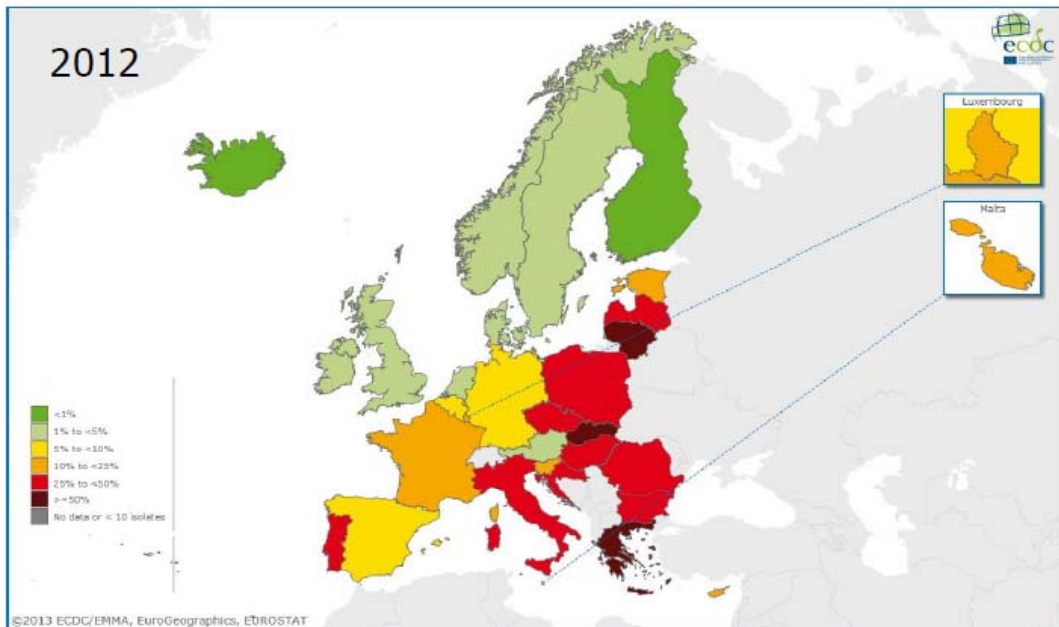 2012
ecdc
Luxembourg
Malta
<1%
1% to <5%
5% to <10%
10% to <25%
25% to <50%
>=50%
No data or < 10 isolates
©2013 ECDC/EMMA, EuroGeographics, EUROSTAT